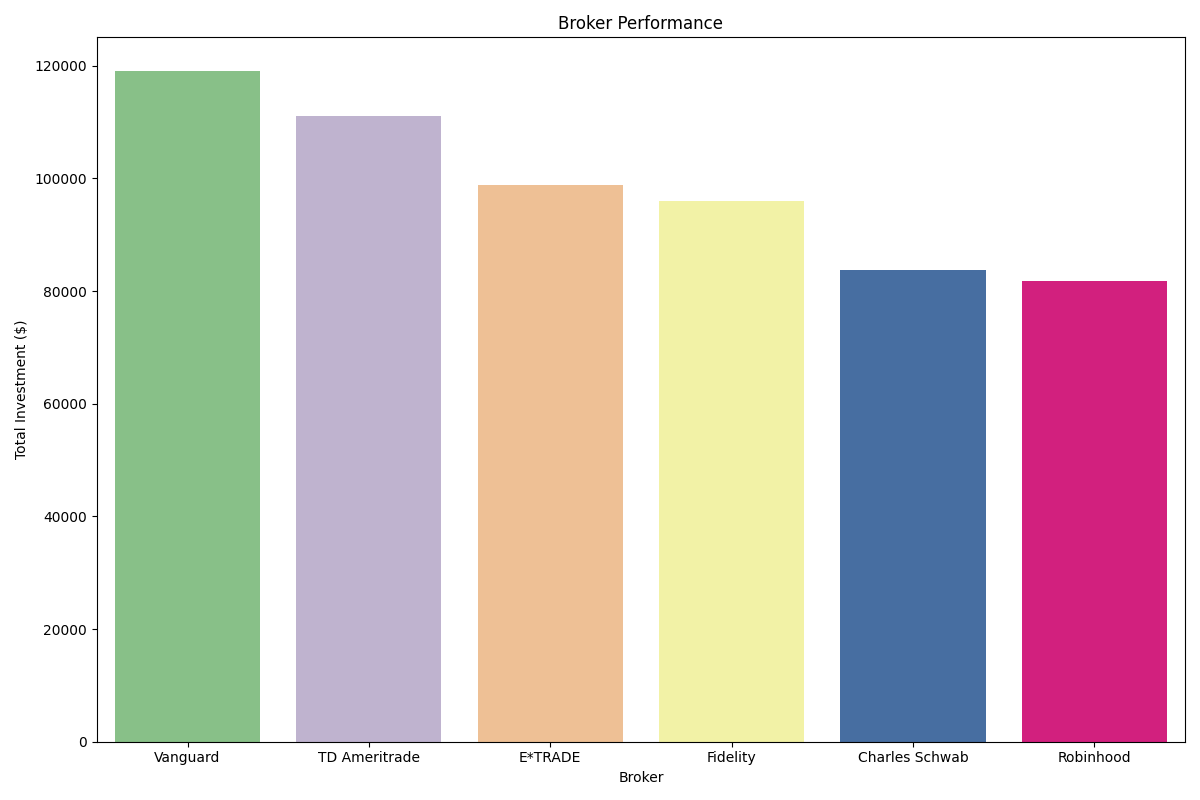 Broker Performance
Total Investment ($)
120000
100000
80000
60000
40000
20000
0
Vanguard
TD Ameritrade
E*TRADE
Fidelity
Charles Schwab
Robinhood
Broker